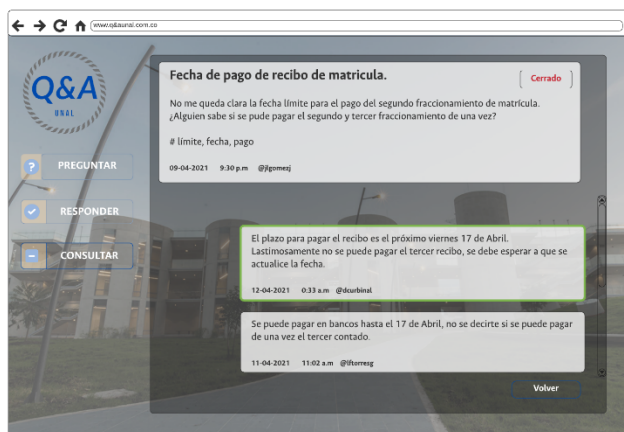 www.q&aunal.com.co
Q&A
UNAL
PREGUNTAR
RESPONDER
CONSULTAR
Fecha de pago de recibo de matricula.
Cerrado
No me queda clara la fecha límite para el pago del segundo fraccionamiento de matrícula.
¿Alguien sabe si se pude pagar el segundo y tercer fraccionamiento de una vez?
# límite, fecha, pago
09-04-2021 9:30 p.m @jlgomezj
El plazo para pagar el recibo es el próximo viernes 17 de Abril.
Lastimosamente no se puede pagar el tercer recibo, se debe esperar a que se
actualice la fecha.
12-04-2021 0:33 a.m @dcurbinal
Se puede pagar en bancos hasta el 17 de Abril, no se decirte si se puede pagar
de una vez el tercer contado.
11-04-2021 11:02 a.m @lftorresg
Volver